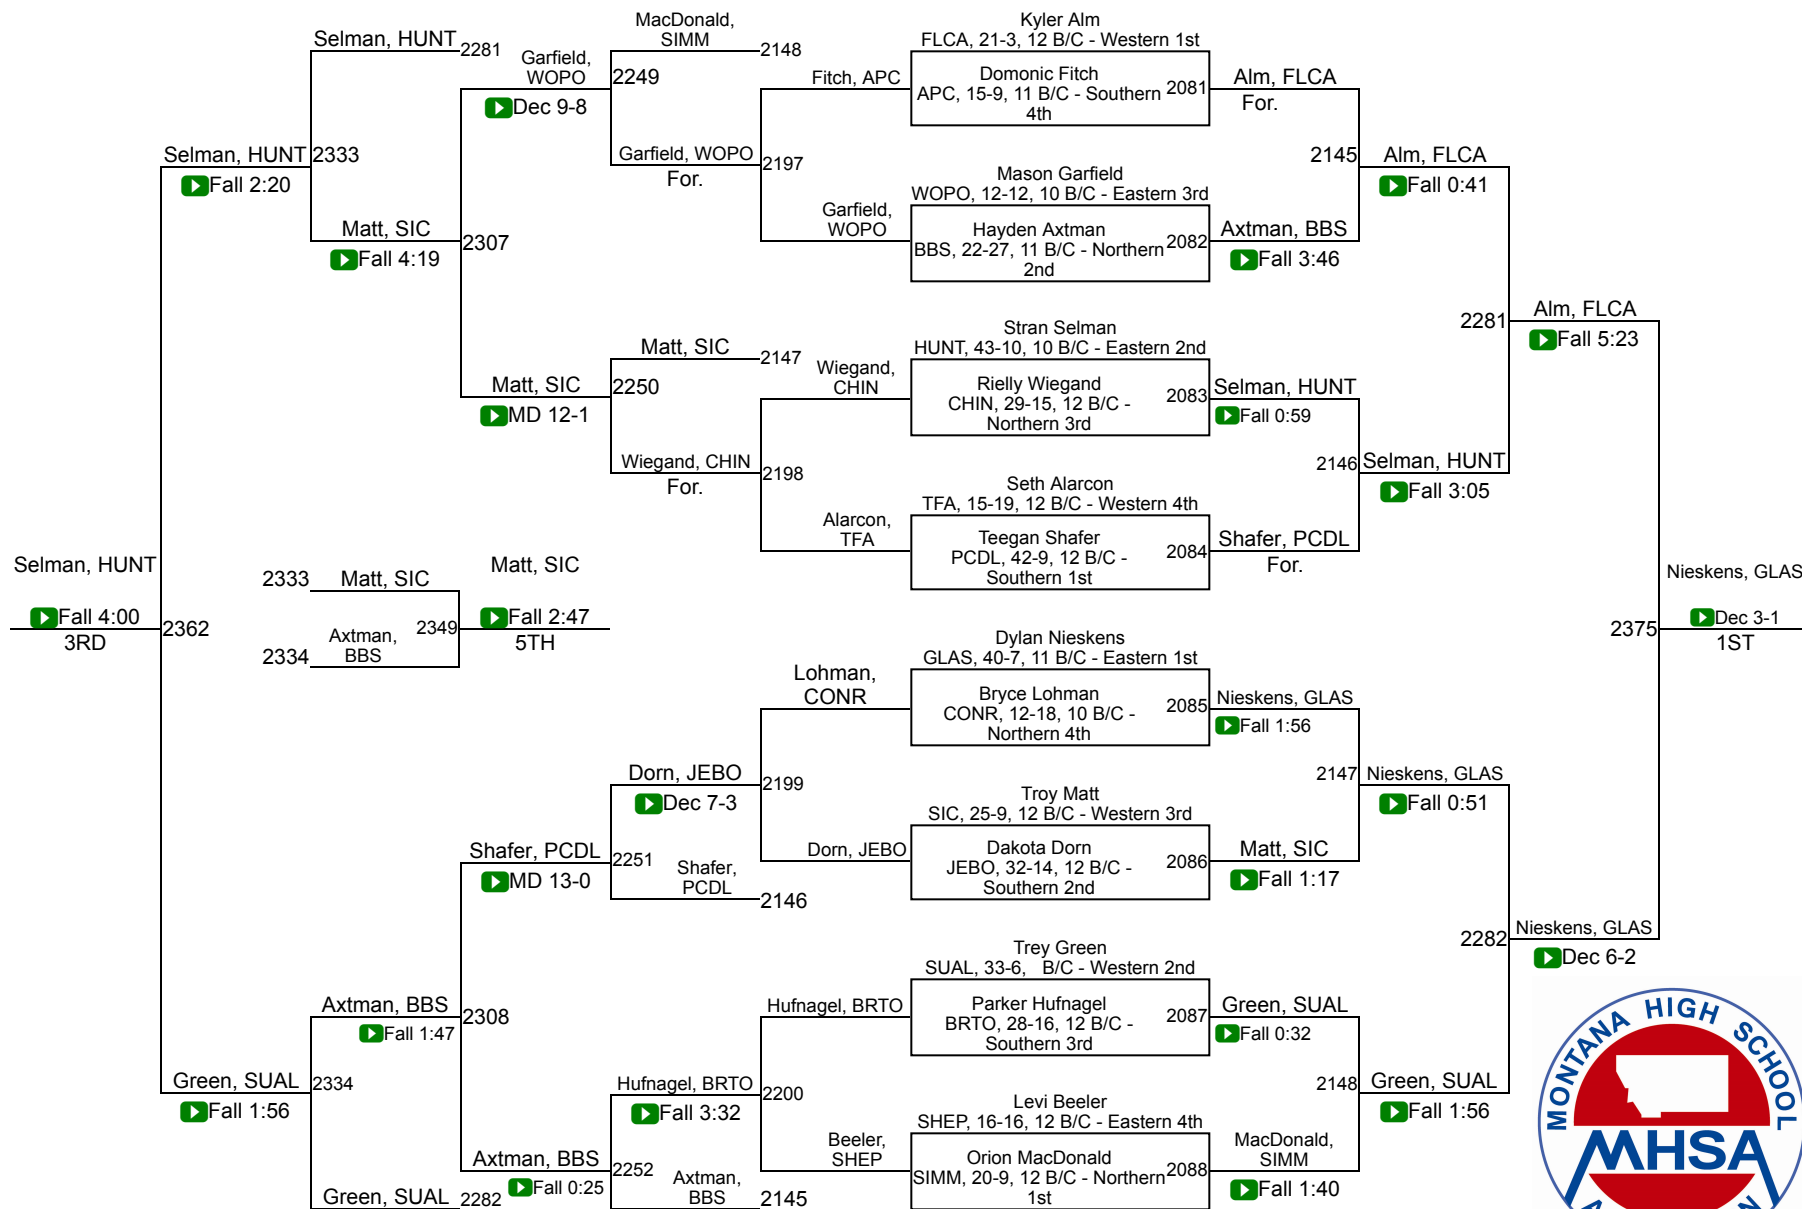 MacDonald,
SIMM
2148
Kyler Alm
FLCA, 21-3, 12 B/C - Western 1st
Selman, HUNT
2281
Garfield,
WOPO
2249
Dec 9-8
Fitch, APC
Domonic Fitch
APC, 15-9, 11 B/C - Southern
4th
2081
Alm, FLCA
For.
Selman, HUNT
2333
Fall 2:20
Garfield, WOPO
For.
2197
2145
Alm, FLCA
Fall 0:41
Mason Garfield
WOPO, 12-12, 10 B/C - Eastern 3rd
Matt, SIC
2307
Fall 4:19
Garfield,
WOPO
Hayden Axtman
BBS, 22-27, 11 B/C - Northern
2nd
2082
Axtman, BBS
Fall 3:46
2281
Alm, FLCA
Fall 5:23
Stran Selman
HUNT, 43-10, 10 B/C - Eastern 2nd
Matt, SIC
2147
Matt, SIC
2250
MD 12-1
Wiegand,
CHIN
Rielly Wiegand
CHIN, 29-15, 12 B/C -
Northern 3rd
2083
Selman, HUNT
Fall 0:59
Wiegand, CHIN
For.
2198
2146
Selman, HUNT
Fall 3:05
Seth Alarcon
TFA, 15-19, 12 B/C - Western 4th
Alarcon,
TFA
Teegan Shafer
PCDL, 42-9, 12 B/C -
Southern 1st
2084
Shafer, PCDL
For.
Selman, HUNT
Fall 4:00
3RD
2362
2333
Matt, SIC
2334
Axtman,
BBS
2349
Matt, SIC
Fall 2:47
5TH
2375
Nieskens, GLAS
Dec 3-1
1ST
Dylan Nieskens
GLAS, 40-7, 11 B/C - Eastern 1st
Lohman,
CONR
Bryce Lohman
CONR, 12-18, 10 B/C -
Northern 4th
2085
Nieskens, GLAS
Fall 1:56
Dorn, JEBO
Dec 7-3
2199
2147
Nieskens, GLAS
Fall 0:51
Troy Matt
SIC, 25-9, 12 B/C - Western 3rd
Shafer, PCDL
MD 13-0
2251
Shafer,
PCDL
2146
Dorn, JEBO
Dakota Dorn
JEBO, 32-14, 12 B/C -
Southern 2nd
2086
Matt, SIC
Fall 1:17
2282
Nieskens, GLAS
Dec 6-2
Trey Green
SUAL, 33-6, B/C - Western 2nd
Axtman, BBS
Fall 1:47
2308
Hufnagel, BRTO
Parker Hufnagel
BRTO, 28-16, 12 B/C -
Southern 3rd
2087
Green, SUAL
Fall 0:32
Green, SUAL
Fall 1:56
2334
Hufnagel, BRTO
Fall 3:32
2200
2148
Green, SUAL
Fall 1:56
Levi Beeler
SHEP, 16-16, 12 B/C - Eastern 4th
Axtman, BBS
Fall 0:25
2252
Axtman,
BBS
2145
Beeler,
SHEP
Orion MacDonald
SIMM, 20-9, 12 B/C - Northern
1st
2088
MacDonald,
SIMM
Fall 1:40
Green, SUAL
2282
MONTANA HIGH SCHOOL
MHSA